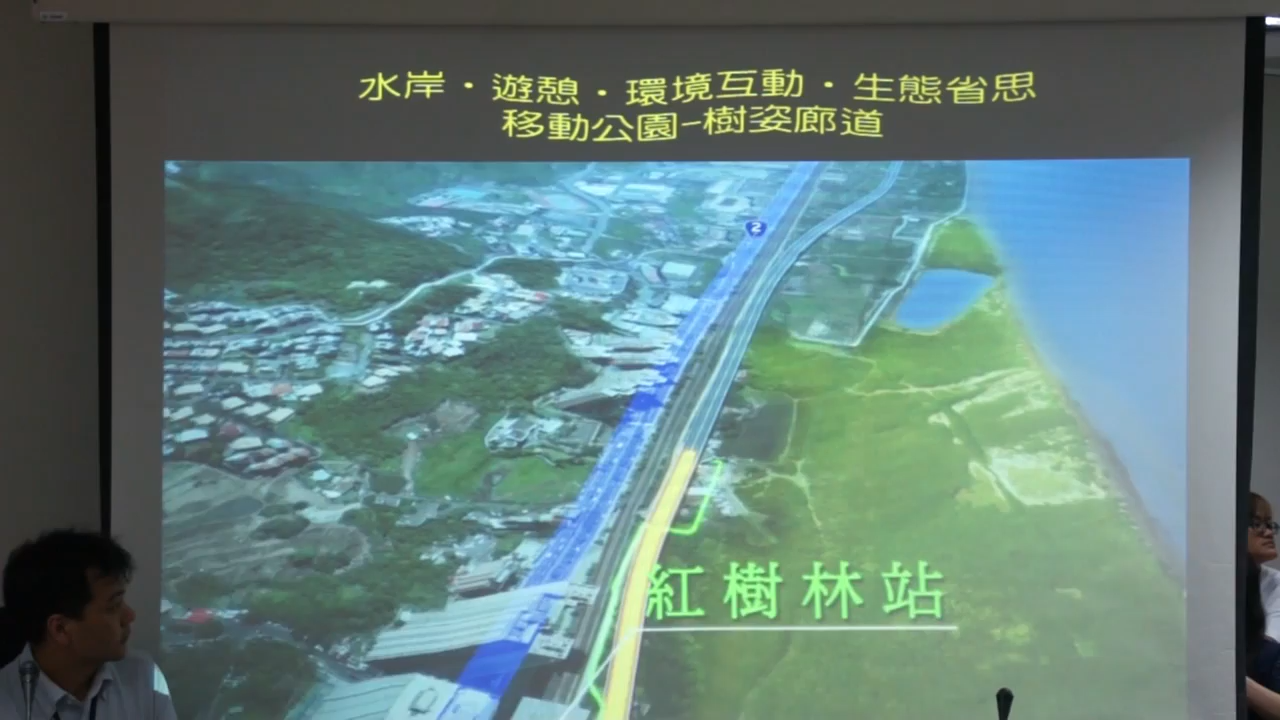 水岸・遊憩・環境互動・生態省思
移動公園-樹姿廊道
2
紅樹林站